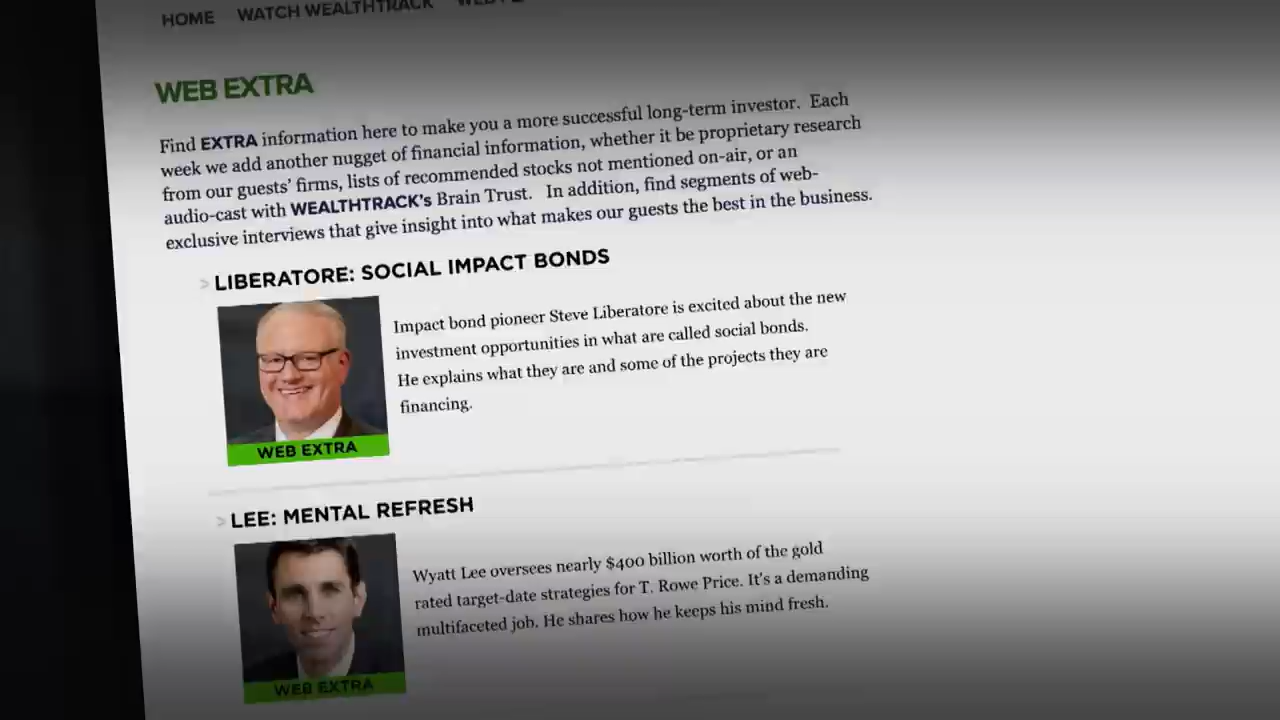 HOME WATCH WEALTHTRACK
WEB EXTRA
Find EXTRA information here to make you a more successful long-term investor. Each
week we add another nugget of financial information, whether it be proprietary research
from our guests' firms, lists of recommended stocks not mentioned on-air, or an
audio-cast with WEALTHTRACK's Brain Trust. In addition, find segments of web-
exclusive interviews that give insight into what makes our guests the best in the business.
> LIBERATORE: SOCIAL IMPACT BONDS
Impact bond pioneer Steve Liberatore is excited about the new
investment opportunities in what are called social bonds.
He explains what they are and some of the projects they are
financing.
WEB EXTRA
> LEE: MENTAL REFRESH
Wyatt Lee oversees nearly $400 billion worth of the gold
rated target-date strategies for T. Rowe Price. It's a demanding
multifaceted job. He shares how he keeps his mind fresh.
WEB EXTRA